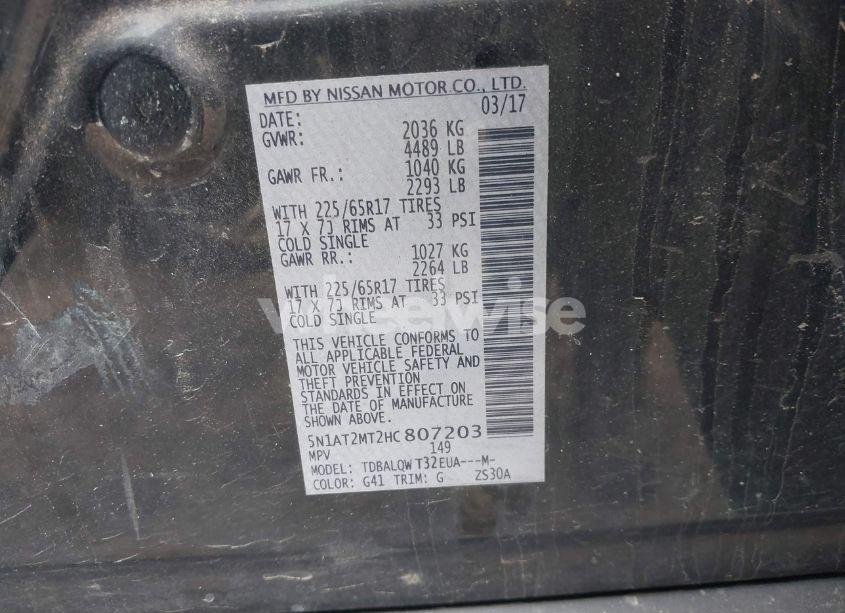 MFD BY NISSAN MOTOR CO., LTD.
DATE: 03/17
GVWR: 2036 KG
4489 LB
GAWR FR.: 1040 KG
2293 LB
WITH 225/65R17 TIRES
17 X 7J RIMS AT 33 PSI
COLD SINGLE
GAWR RR.: 1027 KG
2264 LB
WITH 225/65R17 TIRES
17 X 7J RIMS AT 33 PSI
COLD SINGLE
wheelwise
THIS VEHICLE CONFORMS TO
ALL APPLICABLE FEDERAL
MOTOR VEHICLE SAFETY AND
THEFT PREVENTION
STANDARDS IN EFFECT ON
THE DATE OF MANUFACTURE
SHOWN ABOVE.
5N1AT2MT2HC807203
MPV 149
MODEL: TDBALQW T32EUA---M-
COLOR: G41 TRIM: G ZS30A